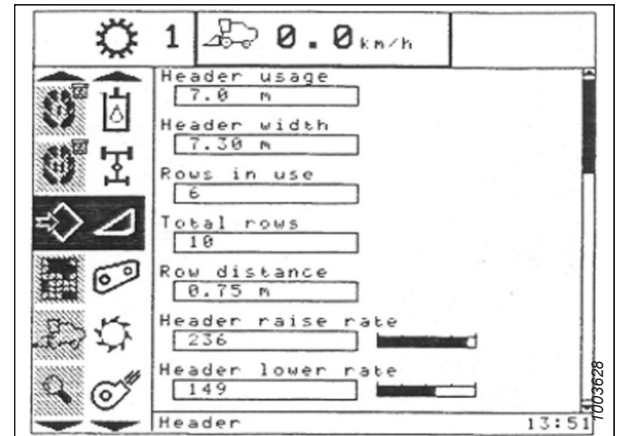 1
0.0 km/h
Header usage
7.0 m
Header width
7.30 m
Rows in use
6
Total rows
10
Row distance
0.75 m
Header raise rate
236
Header lower rate
149
Header
13:51
1003628